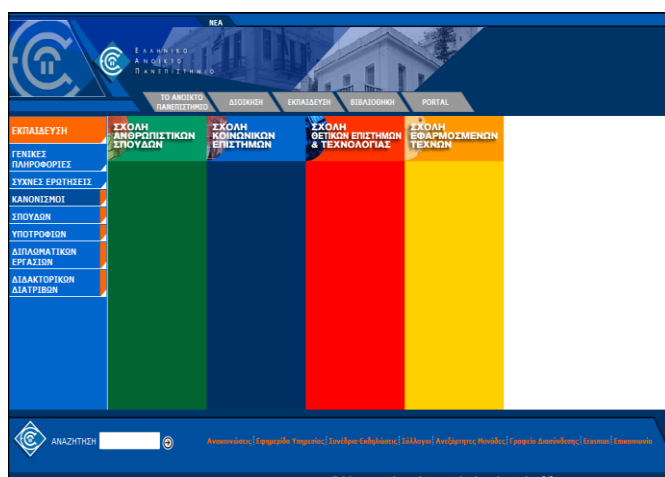 ΝΕΑ
Ελληνικο
Ανοικτο
Πανεπιστημιο
ΤΟ ΑΝΟΙΚΤΟ
ΠΑΝΕΠΙΣΤΗΜΙΟ
ΔΙΟΙΚΗΣΗ
ΕΚΠΑΙΔΕΥΣΗ
ΒΙΒΛΙΟΘΗΚΗ
PORTAL
ΕΚΠΑΙΔΕΥΣΗ
ΓΕΝΙΚΕΣ
ΠΛΗΡΟΦΟΡΙΕΣ
ΣΥΧΝΕΣ ΕΡΩΤΗΣΕΙΣ
ΚΑΝΟΝΙΣΜΟΙ
ΣΠΟΥΔΩΝ
ΥΠΟΤΡΟΦΙΩΝ
ΔΙΠΛΩΜΑΤΙΚΩΝ
ΕΡΓΑΣΙΩΝ
ΔΙΔΑΚΤΟΡΙΚΩΝ
ΔΙΑΤΡΙΒΩΝ
ΣΧΟΛΗ
ΑΝΘΡΩΠΙΣΤΙΚΩΝ
ΣΠΟΥΔΩΝ
ΣΧΟΛΗ
ΚΟΙΝΩΝΙΚΩΝ
ΕΠΙΣΤΗΜΩΝ
ΣΧΟΛΗ
ΘΕΤΙΚΩΝ ΕΠΙΣΤΗΜΩΝ
& ΤΕΧΝΟΛΟΓΙΑΣ
ΣΧΟΛΗ
ΕΦΑΡΜΟΣΜΕΝΩΝ
ΤΕΧΝΩΝ
ΑΝΑΖΗΤΗΣΗ
Ανακοινώσεις | Εφημερίδα Υπηρεσίας | Συνέδρια-Εκδηλώσεις | Σύλλογοι | Ανεξάρτητες Μονάδες | Γραφείο Διασύνδεσης | Erasmus | Επικοινωνία